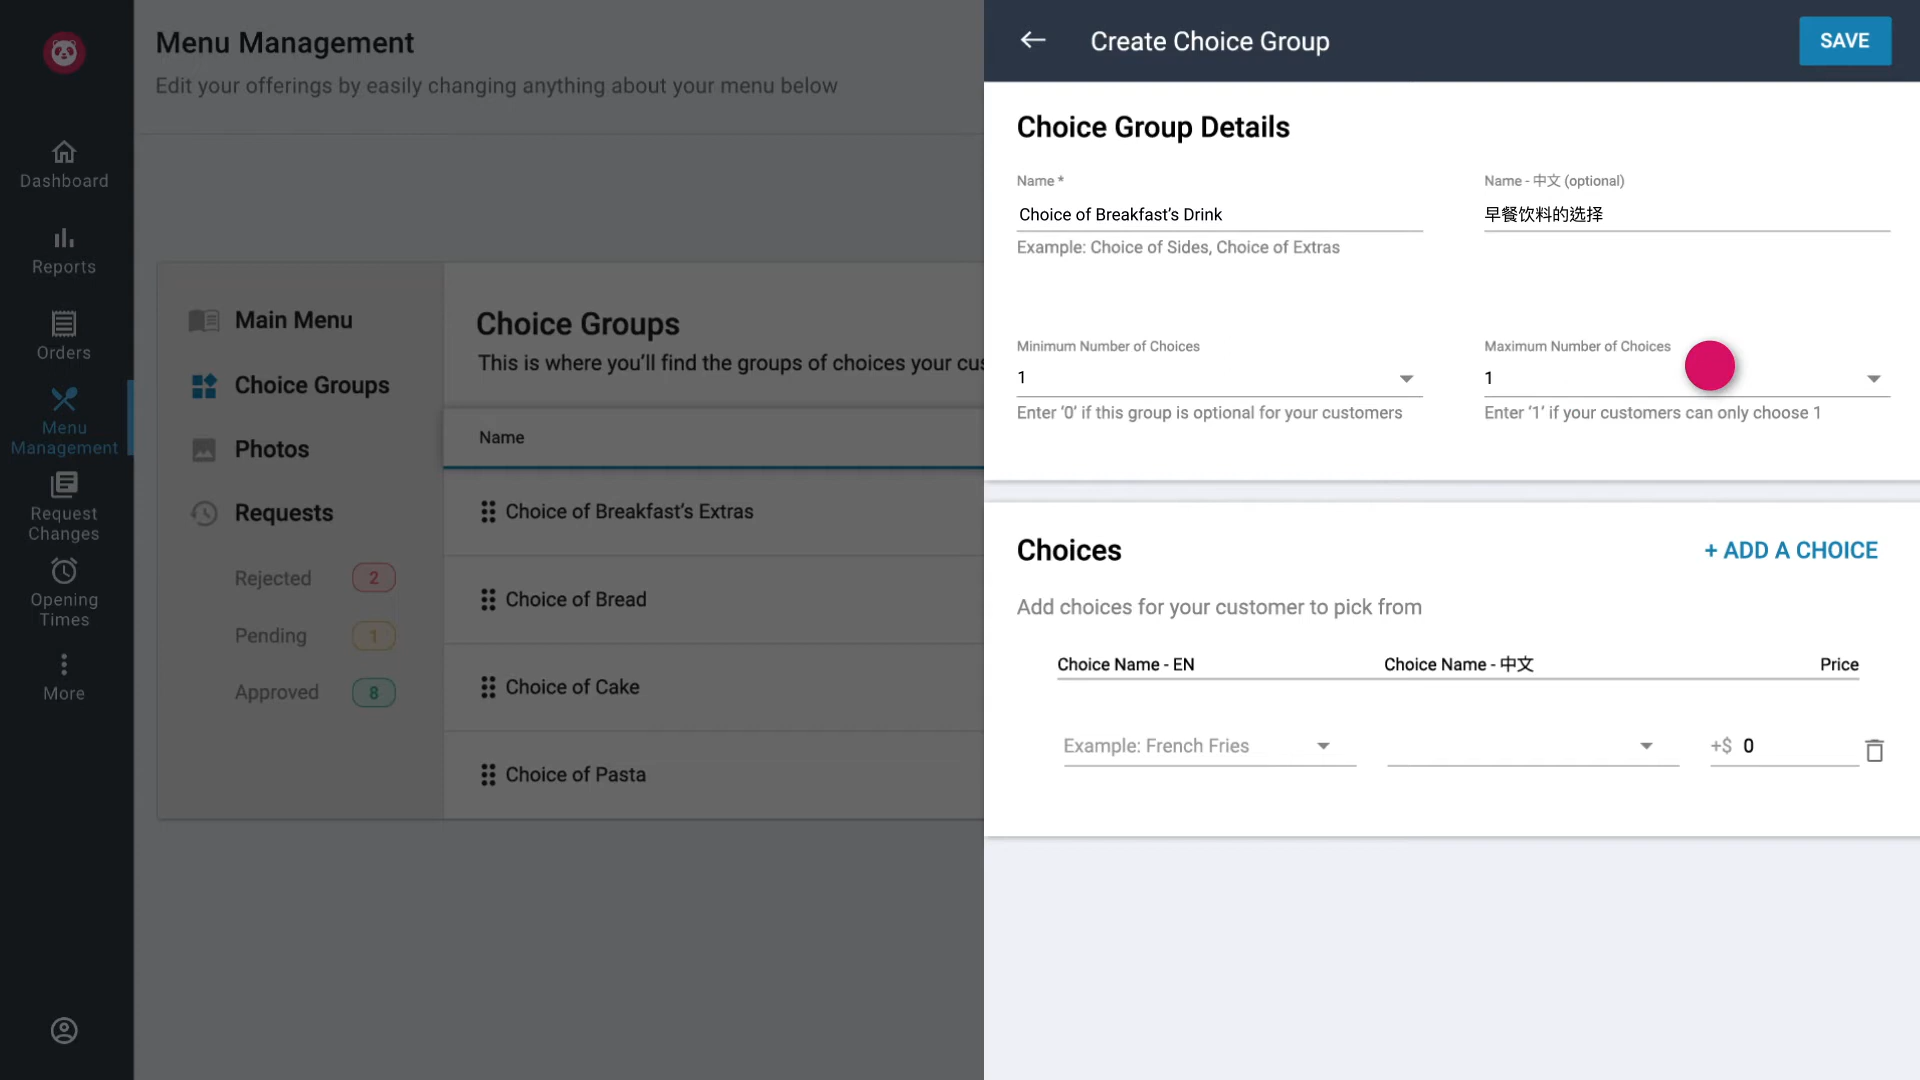 Menu Management
Edit your offerings by easily changing anything about your menu below
Dashboard
Reports
Orders
Menu
Management
Request
Changes
Opening
Times
More
Main Menu
Choice Groups
Photos
Requests
Rejected 2
Pending 1
Approved 8
Choice Groups
This is where you’ll find the groups of choices your cus
Name
Choice of Breakfast’s Extras
Choice of Bread
Choice of Cake
Choice of Pasta
Create Choice Group
SAVE
Choice Group Details
Name *
Choice of Breakfast’s Drink
Example: Choice of Sides, Choice of Extras
Name - 中文 (optional)
早餐饮料的选择
Minimum Number of Choices
1
Enter ‘0’ if this group is optional for your customers
Maximum Number of Choices
1
Enter ‘1’ if your customers can only choose 1
Choices
+ ADD A CHOICE
Add choices for your customer to pick from
Choice Name - EN Choice Name - 中文 Price
Example: French Fries +$ 0